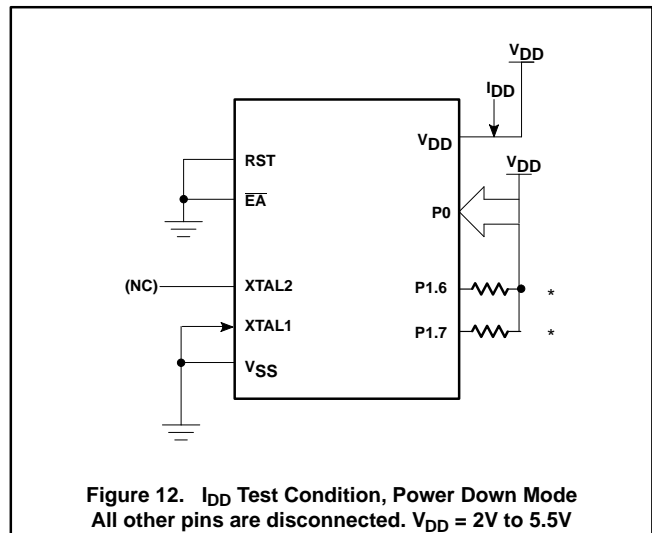 VDD
IDD
VDD
VDD
RST
EA
P0
(NC)
XTAL2
P1.6
*
XTAL1
P1.7
*
VSS
Figure 12. IDD Test Condition, Power Down Mode
All other pins are disconnected. VDD = 2V to 5.5V